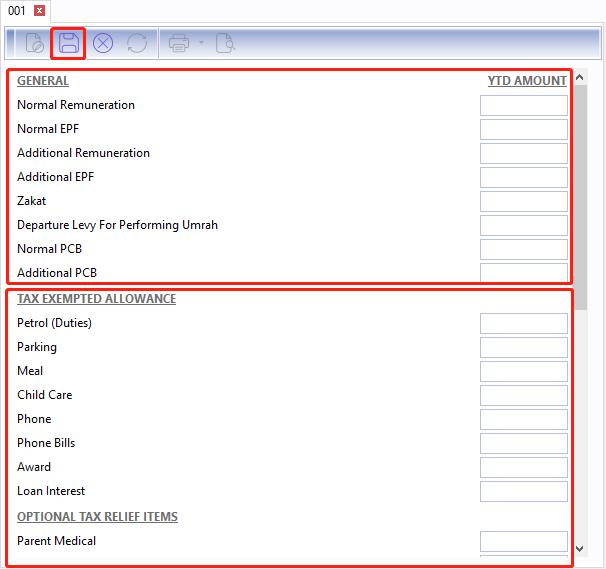 001
GENERAL YTD AMOUNT
Normal Remuneration
Normal EPF
Additional Remuneration
Additional EPF
Zakat
Departure Levy For Performing Umrah
Normal PCB
Additional PCB
TAX EXEMPTED ALLOWANCE
Petrol (Duties)
Parking
Meal
Child Care
Phone
Phone Bills
Award
Loan Interest
OPTIONAL TAX RELIEF ITEMS
Parent Medical